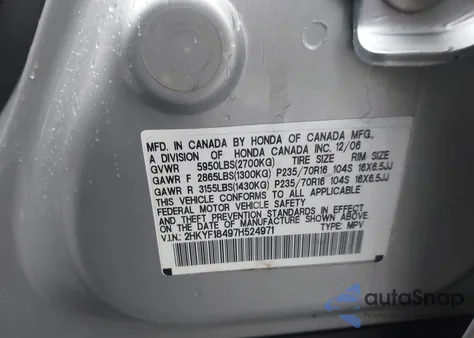 MFD. IN CANADA BY HONDA OF CANADA MFG.,
A DIVISION OF HONDA CANADA INC. 12/06
GVWR 5950LBS(2700KG) TIRE SIZE RIM SIZE
GAWR F 2865LBS(1300KG) P235/70R16 104S 16X6.5JJ
GAWR R 3155LBS(1430KG) P235/70R16 104S 16X6.5JJ
THIS VEHICLE CONFORMS TO ALL APPLICABLE
FEDERAL MOTOR VEHICLE SAFETY
AND THEFT PREVENTION STANDARDS IN EFFECT
ON THE DATE OF MANUFACTURE SHOWN ABOVE.
V.I.N.: 2HKYF18497H524971 TYPE: MPV
autoSnap